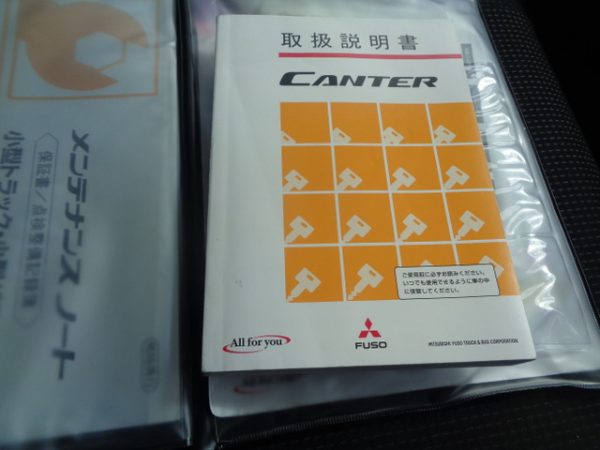 取扱説明書
CANTER
ご使用前に必ずお読みください。
いつでも使用できるように車の中
に保管してください。
All for you
FUSO
MITSUBISHI FUSO TRUCK & BUS CORPORATION
メンテナンスノート
保証書/点検整備記録簿
小型トラック